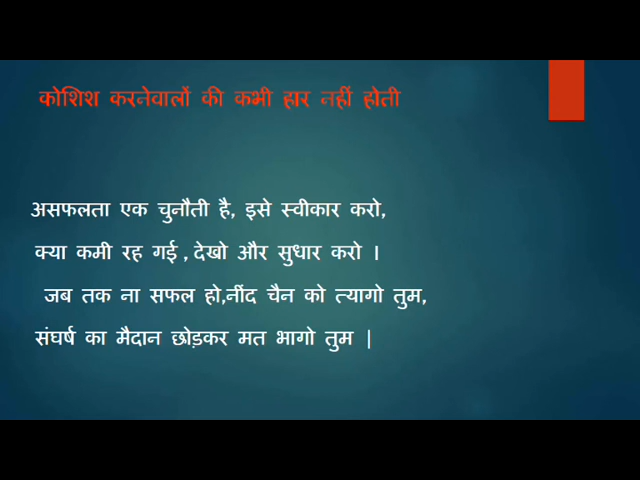 कोशिश करनेवालों की कभी हार नहीं होती
असफलता एक चुनौती है, इसे स्वीकार करो,
क्या कमी रह गई , देखो और सुधार करो ।
जब तक ना सफल हो,नींद चैन को त्यागो तुम,
संघर्ष का मैदान छोड़कर मत भागो तुम |